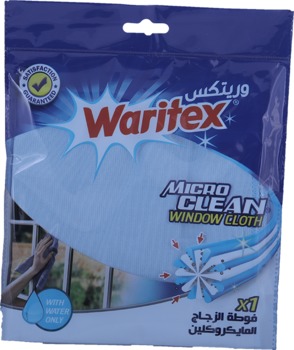 SATISFACTION
GUARANTEED
وريتكس
Waritex®
MICRO
CLEAN
WINDOW CLOTH
WITH
WATER
ONLY
x1
فوطة الزجاج
المايكروكلين